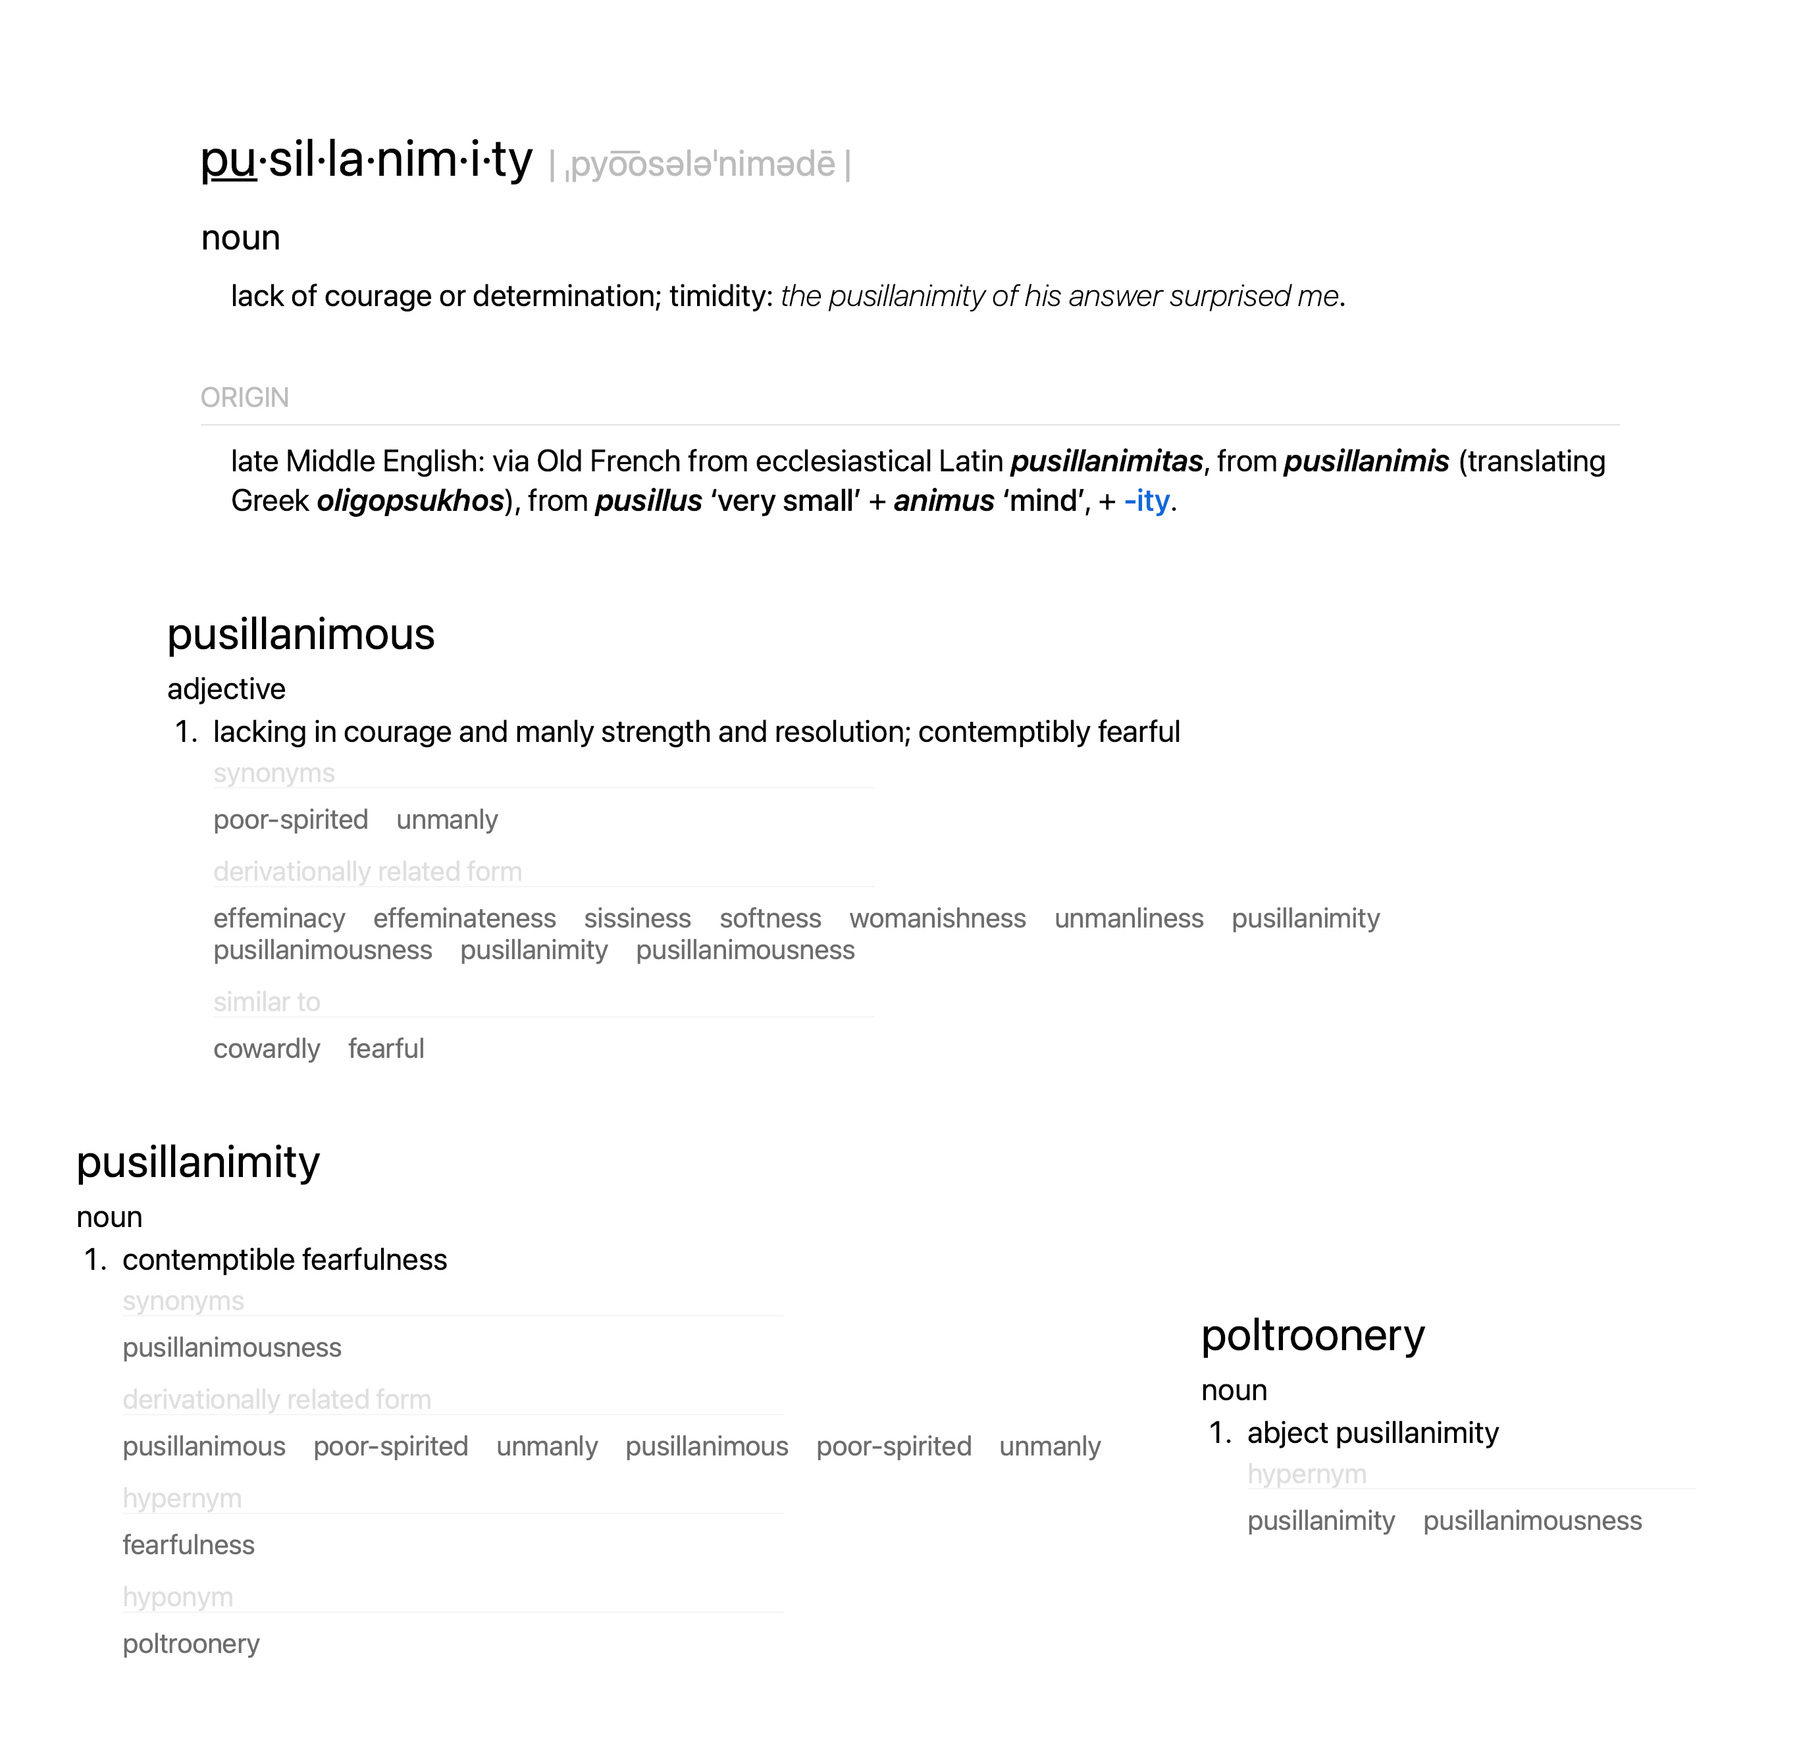 pu·sil·la·nim·i·ty | ˌpyo͞osələˈnimədē |
noun
lack of courage or determination; timidity: the pusillanimity of his answer surprised me.
ORIGIN
late Middle English: via Old French from ecclesiastical Latin pusillanimitas, from pusillanimis (translating
Greek oligopsukhos), from pusillus ‘very small’ + animus ‘mind’, + -ity.
pusillanimous
adjective
1. lacking in courage and manly strength and resolution; contemptibly fearful
synonyms
poor-spirited unmanly
derivationally related form
effeminacy effeminateness sissiness softness womanishness unmanliness pusillanimity
pusillanimousness pusillanimity pusillanimousness
similar to
cowardly fearful
pusillanimity
noun
1. contemptible fearfulness
synonyms
pusillanimousness
derivationally related form
pusillanimous poor-spirited unmanly pusillanimous poor-spirited unmanly
hypernym
fearfulness
hyponym
poltroonery
poltroonery
noun
1. abject pusillanimity
hypernym
pusillanimity pusillanimousness